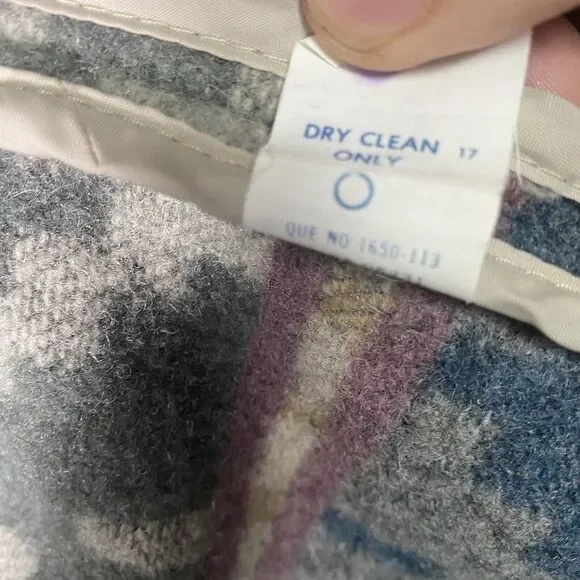 DRY CLEAN 17
ONLY
QUE NO 1650-113